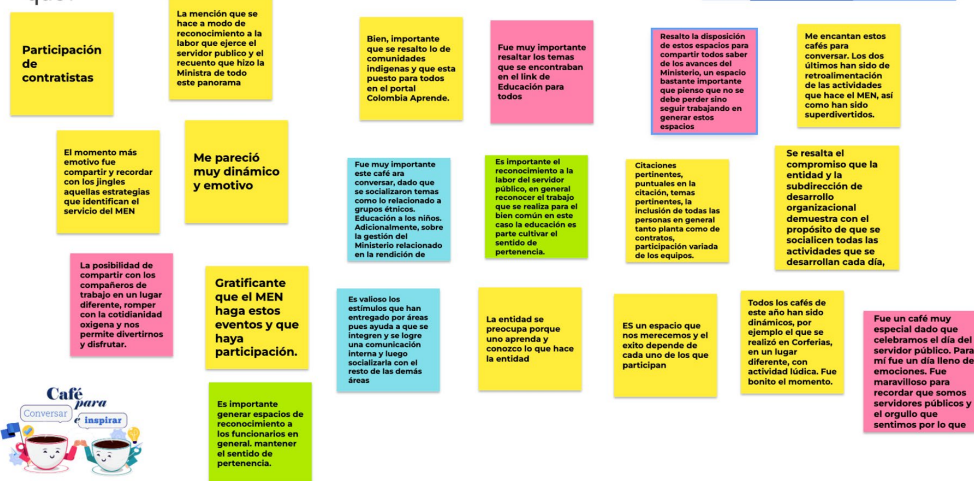 que.
Participación
de
contratistas
La mención que se
hace a modo de
reconocimiento a la
labor que ejerce el
servidor publico y el
recuento que hizo la
Ministra de todo
este panorama
Bien, importante
que se resalto lo de
comunidades
indigenas y que esta
puesto para todos
en el portal
Colombia Aprende.
Fue muy importante
resaltar los temas
que se encontraban
en el link de
Educación para
todos
Resalto la disposición
de estos espacios para
compartir todos saber
de los avances del
Ministerio, un espacio
bastante importante
que pienso que no se
debe perder sino
seguir trabajando en
generar estos
espacios
Me encantan estos
cafés para
conversar. Los dos
últimos han sido de
retroalimentación
de las actividades
que hace el MEN, así
como han sido
superdivertidos.
El momento más
emotivo fue
compartir y recordar
con los jingles
aquellas estrategias
que identifican el
servicio del MEN
Me pareció
muy dinámico
y emotivo
Fue muy importante
este café ara
conversar, dado que
se socializaron temas
como lo relacionado a
grupos étnicos.
Educación a los niños.
Adicionalmente, sobre
la gestión del
Ministerio relacionado
en la rendición de
Es importante el
reconocimiento a la
labor del servidor
público, en general
reconocer el trabajo
que se realiza para el
bien común en este
caso la educación es
parte cultivar el
sentido de
pertenencia.
Citaciones
pertinentes,
puntuales en la
citación, temas
pertinentes, la
inclusión de todas las
personas en general
tanto planta como de
contratos,
participación variada
de los equipos.
Se resalta el
compromiso que la
entidad y la
subdirección de
desarrollo
organizacional
demuestra con el
propósito de que se
socialicen todas las
actividades que se
desarrollan cada día,
La posibilidad de
compartir con los
compañeros de
trabajo en un lugar
diferente, romper
con la cotidianidad
oxigena y nos
permite divertirnos
y disfrutar.
Gratificante
que el MEN
haga estos
eventos y que
haya
participación.
Es valioso los
estímulos que han
entregado por áreas
pues ayuda a que se
integren y se logre
una comunicación
interna y luego
socializarla con el
resto de las demás
áreas
La entidad se
preocupa porque
uno aprenda y
conozco lo que hace
la entidad
ES un espacio que
nos merecemos y el
exito depende de
cada uno de los que
participan
Todos los cafés de
este año han sido
dinámicos, por
ejemplo el que se
realizó en Corferias,
en un lugar
diferente, con
actividad lúdica. Fue
bonito el momento.
Fue un café muy
especial dado que
celebramos el día del
servidor público. Para
mí fue un día lleno de
emociones. Fue
maravilloso para
recordar que somos
servidores públicos y
el orgullo que
sentimos por lo que
Es importante
generar espacios de
reconocimiento a
los funcionarios en
general. mantener
el sentido de
pertenencia.
Café
para
Conversar
e inspirar